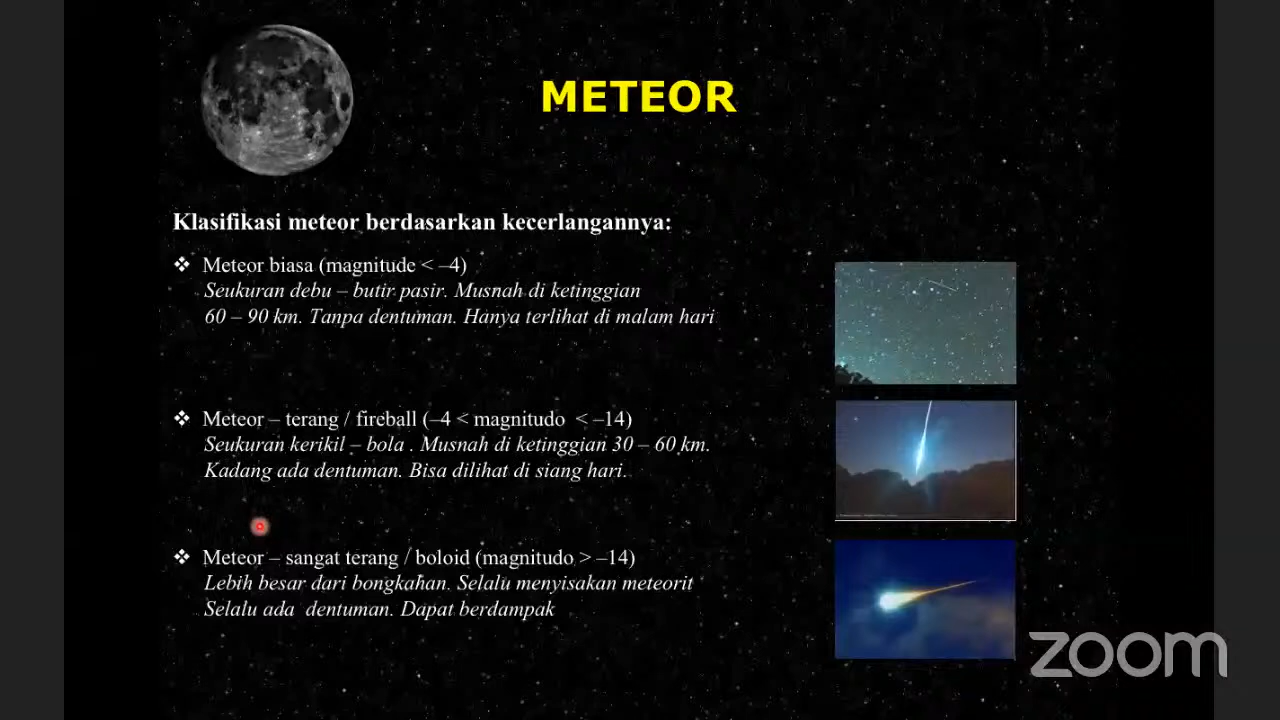 METEOR
Klasifikasi meteor berdasarkan kecerlangannya:
❖ Meteor biasa (magnitude < –4)
Seukuran debu – butir pasir. Musnah di ketinggian
60 – 90 km. Tanpa dentuman. Hanya terlihat di malam hari
❖ Meteor – terang / fireball (–4 < magnitudo < –14)
Seukuran kerikil – bola . Musnah di ketinggian 30 – 60 km.
Kadang ada dentuman. Bisa dilihat di siang hari.
❖ Meteor – sangat terang / boloid (magnitudo > –14)
Lebih besar dari bongkahan. Selalu menyisakan meteorit
Selalu ada dentuman. Dapat berdampak
zoom